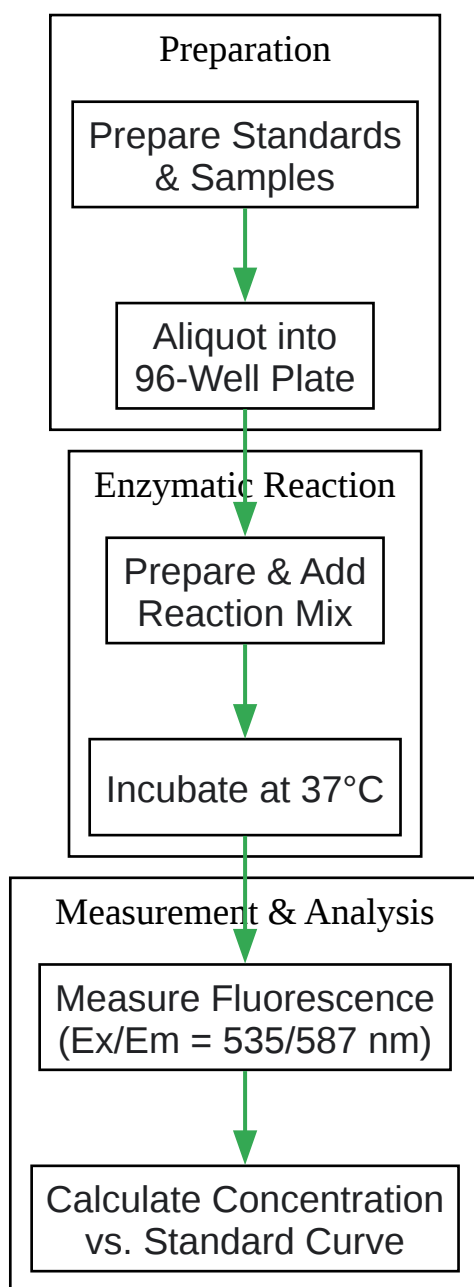 Preparation
Prepare Standards
& Samples
Aliquot into
96-Well Plate
Enzymatic Reaction
Prepare & Add
Reaction Mix
Incubate at 37°C
Measurement & Analysis
Measure Fluorescence
(Ex/Em = 535/587 nm)
Calculate Concentration
vs. Standard Curve